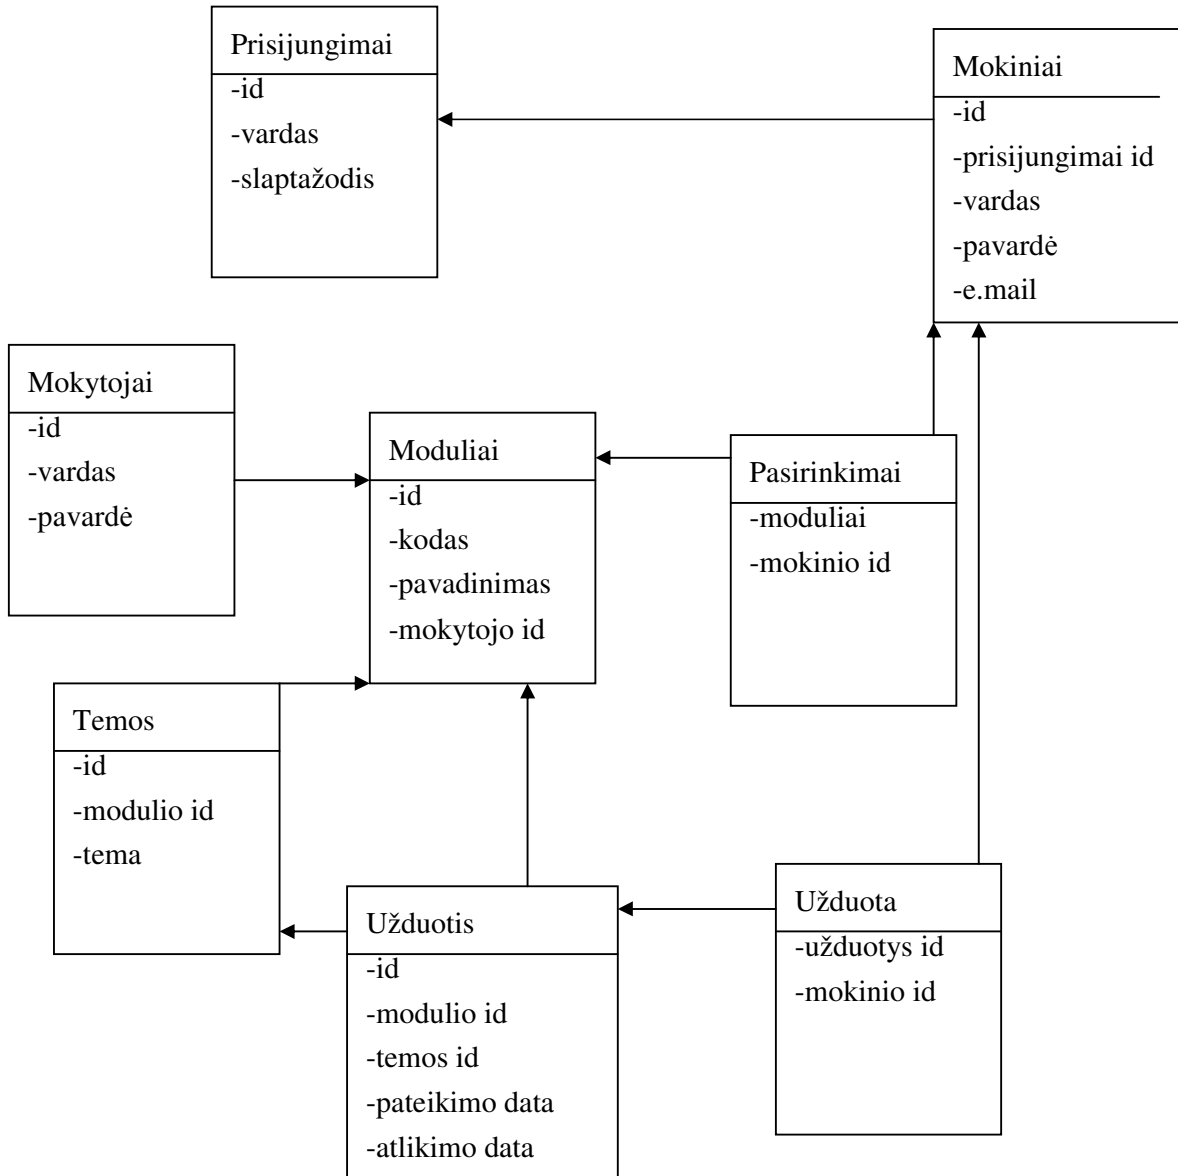 Prisijungimai
-id
-vardas
-slaptažodis
Mokiniai
-id
-prisijungimai id
-vardas
-pavardė
-e.mail
Mokytojai
-id
-vardas
-pavardė
Moduliai
-id
-kodas
-pavadinimas
-mokytojo id
Pasirinkimai
-moduliai
-mokinio id
Temos
-id
-modulio id
-tema
Užduotis
-id
-modulio id
-temos id
-pateikimo data
-atlikimo data
Užduota
-užduotys id
-mokinio id